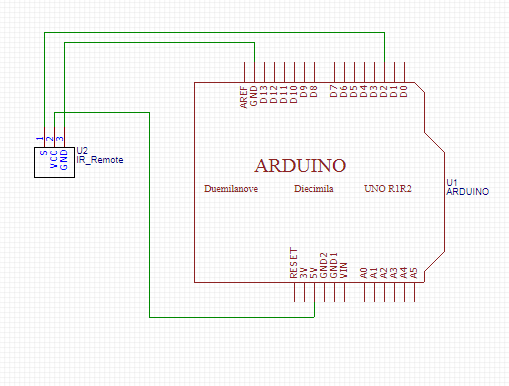 AREF GND D13 D12 D11 D10 D9 D8 D7 D6 D5 D4 D3 D2 D1 D0
1 2 3
S VCC GND
U2
IR_Remote
ARDUINO
Duemilanove Diecimila UNO R1R2
U1
ARDUINO
RESET 3V 5V GND2 GND1 VIN A0 A1 A2 A3 A4 A5